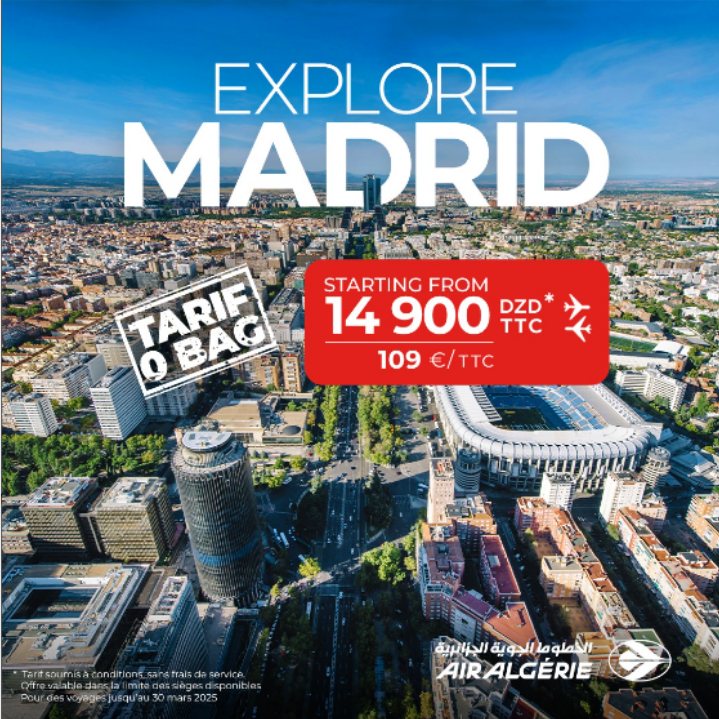 EXPLORE
MADRID
TARIF
0 BAG
STARTING FROM
14 900 DZD*
TTC
109 €/TTC
الخطوط الجوية الجزائرية
AIR ALGÉRIE
* Tarif soumis à conditions, sans frais de service.
Offre valable dans la limite des sièges disponibles
Pour des voyages jusqu'au 30 mars 2025